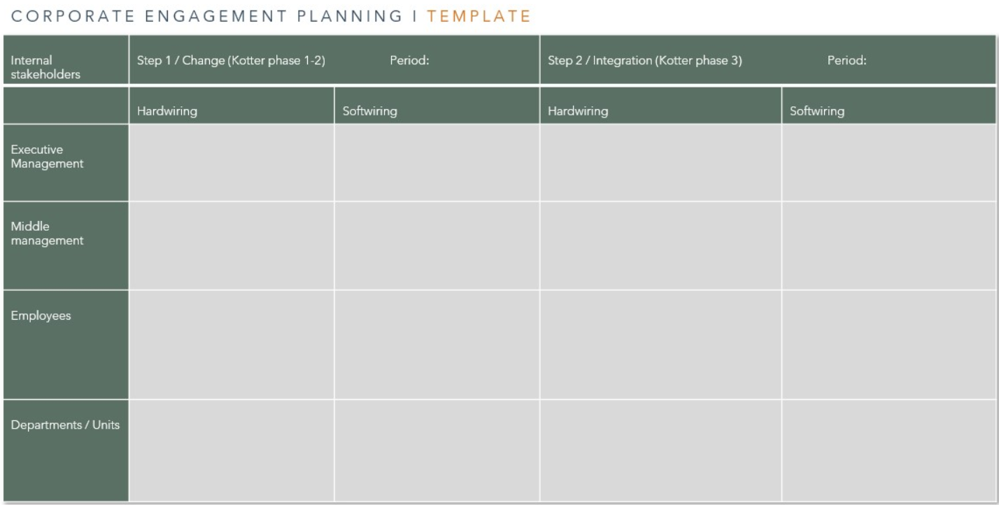 CORPORATE ENGAGEMENT PLANNING I TEMPLATE
Internal
stakeholders
Step 1 / Change (Kotter phase 1-2) Period:
Step 2 / Integration (Kotter phase 3) Period:
Hardwiring
Softwiring
Hardwiring
Softwiring
Executive
Management
Middle
management
Employees
Departments / Units